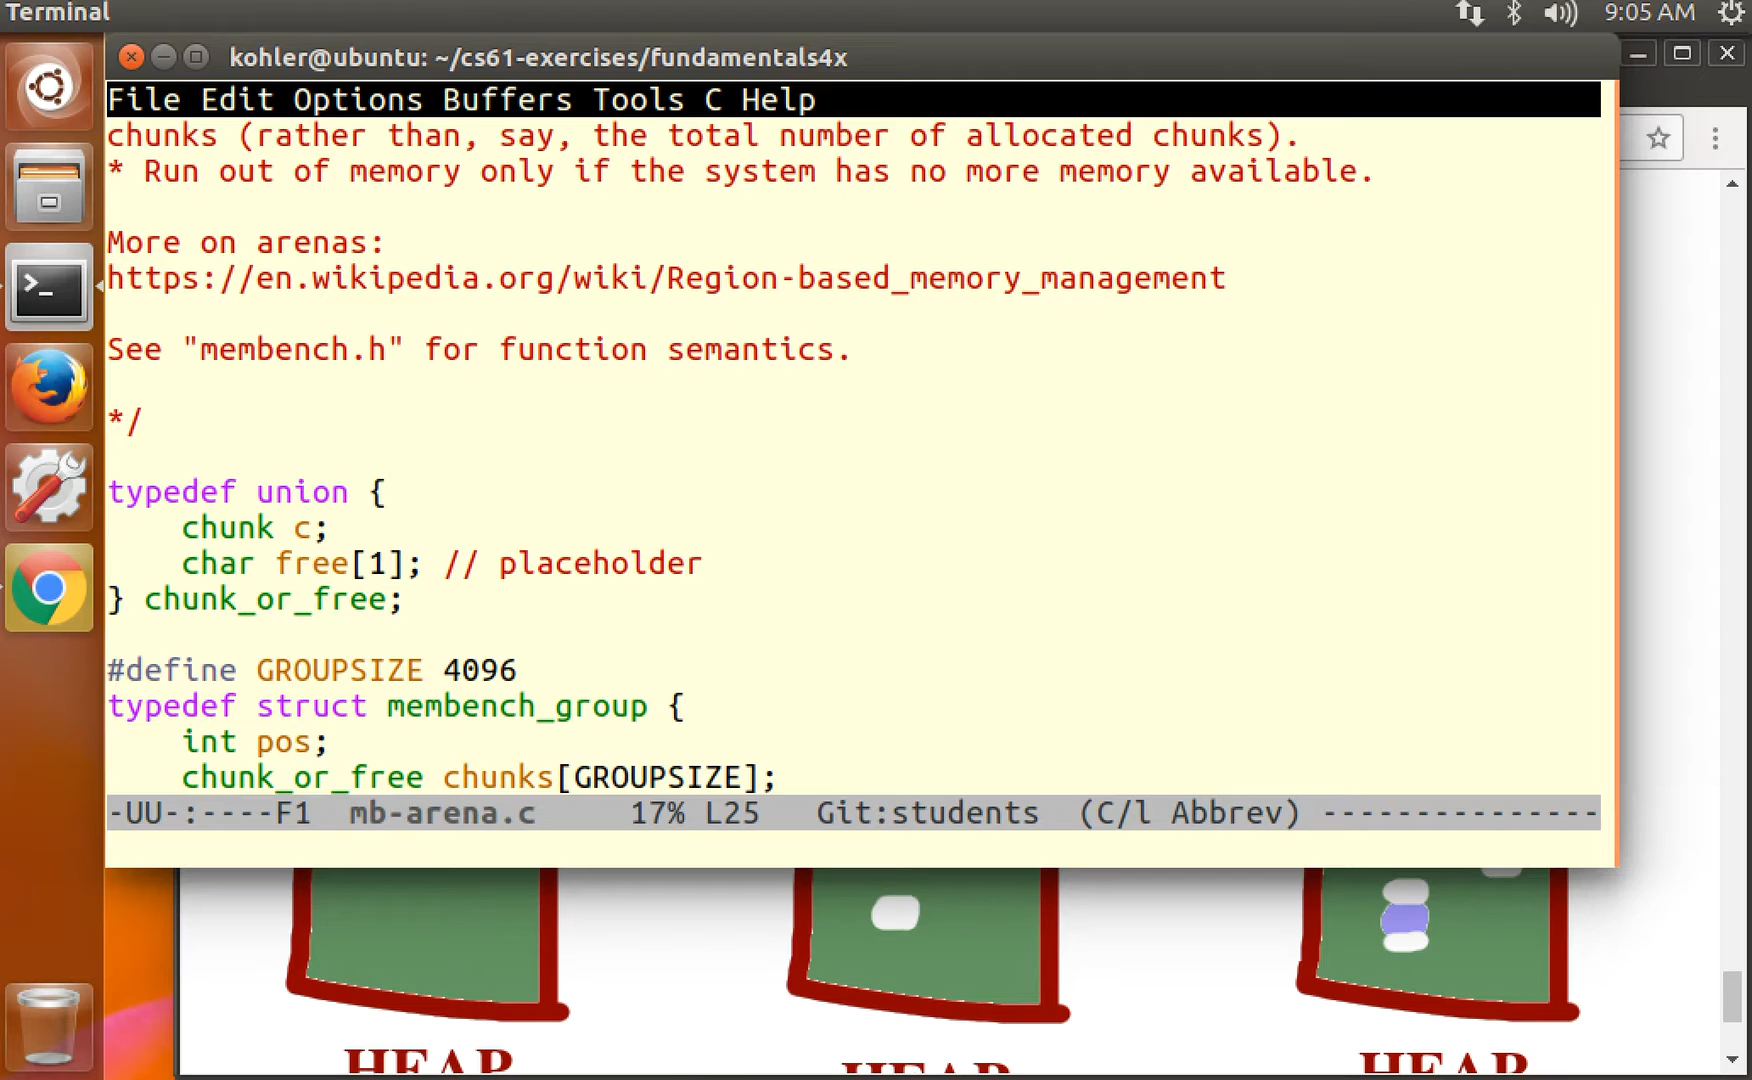 Terminal
9:05 AM
kohler@ubuntu: ~/cs61-exercises/fundamentals4x
File Edit Options Buffers Tools C Help
chunks (rather than, say, the total number of allocated chunks).
* Run out of memory only if the system has no more memory available.
More on arenas:
https://en.wikipedia.org/wiki/Region-based_memory_management
See "membench.h" for function semantics.
*/
typedef union {
    chunk c;
    char free[1]; // placeholder
} chunk_or_free;
#define GROUPSIZE 4096
typedef struct membench_group {
    int pos;
    chunk_or_free chunks[GROUPSIZE];
-UU-:----F1  mb-arena.c     17% L25   Git:students  (C/l Abbrev) ---------------
HEAP
HEAP
HEAP